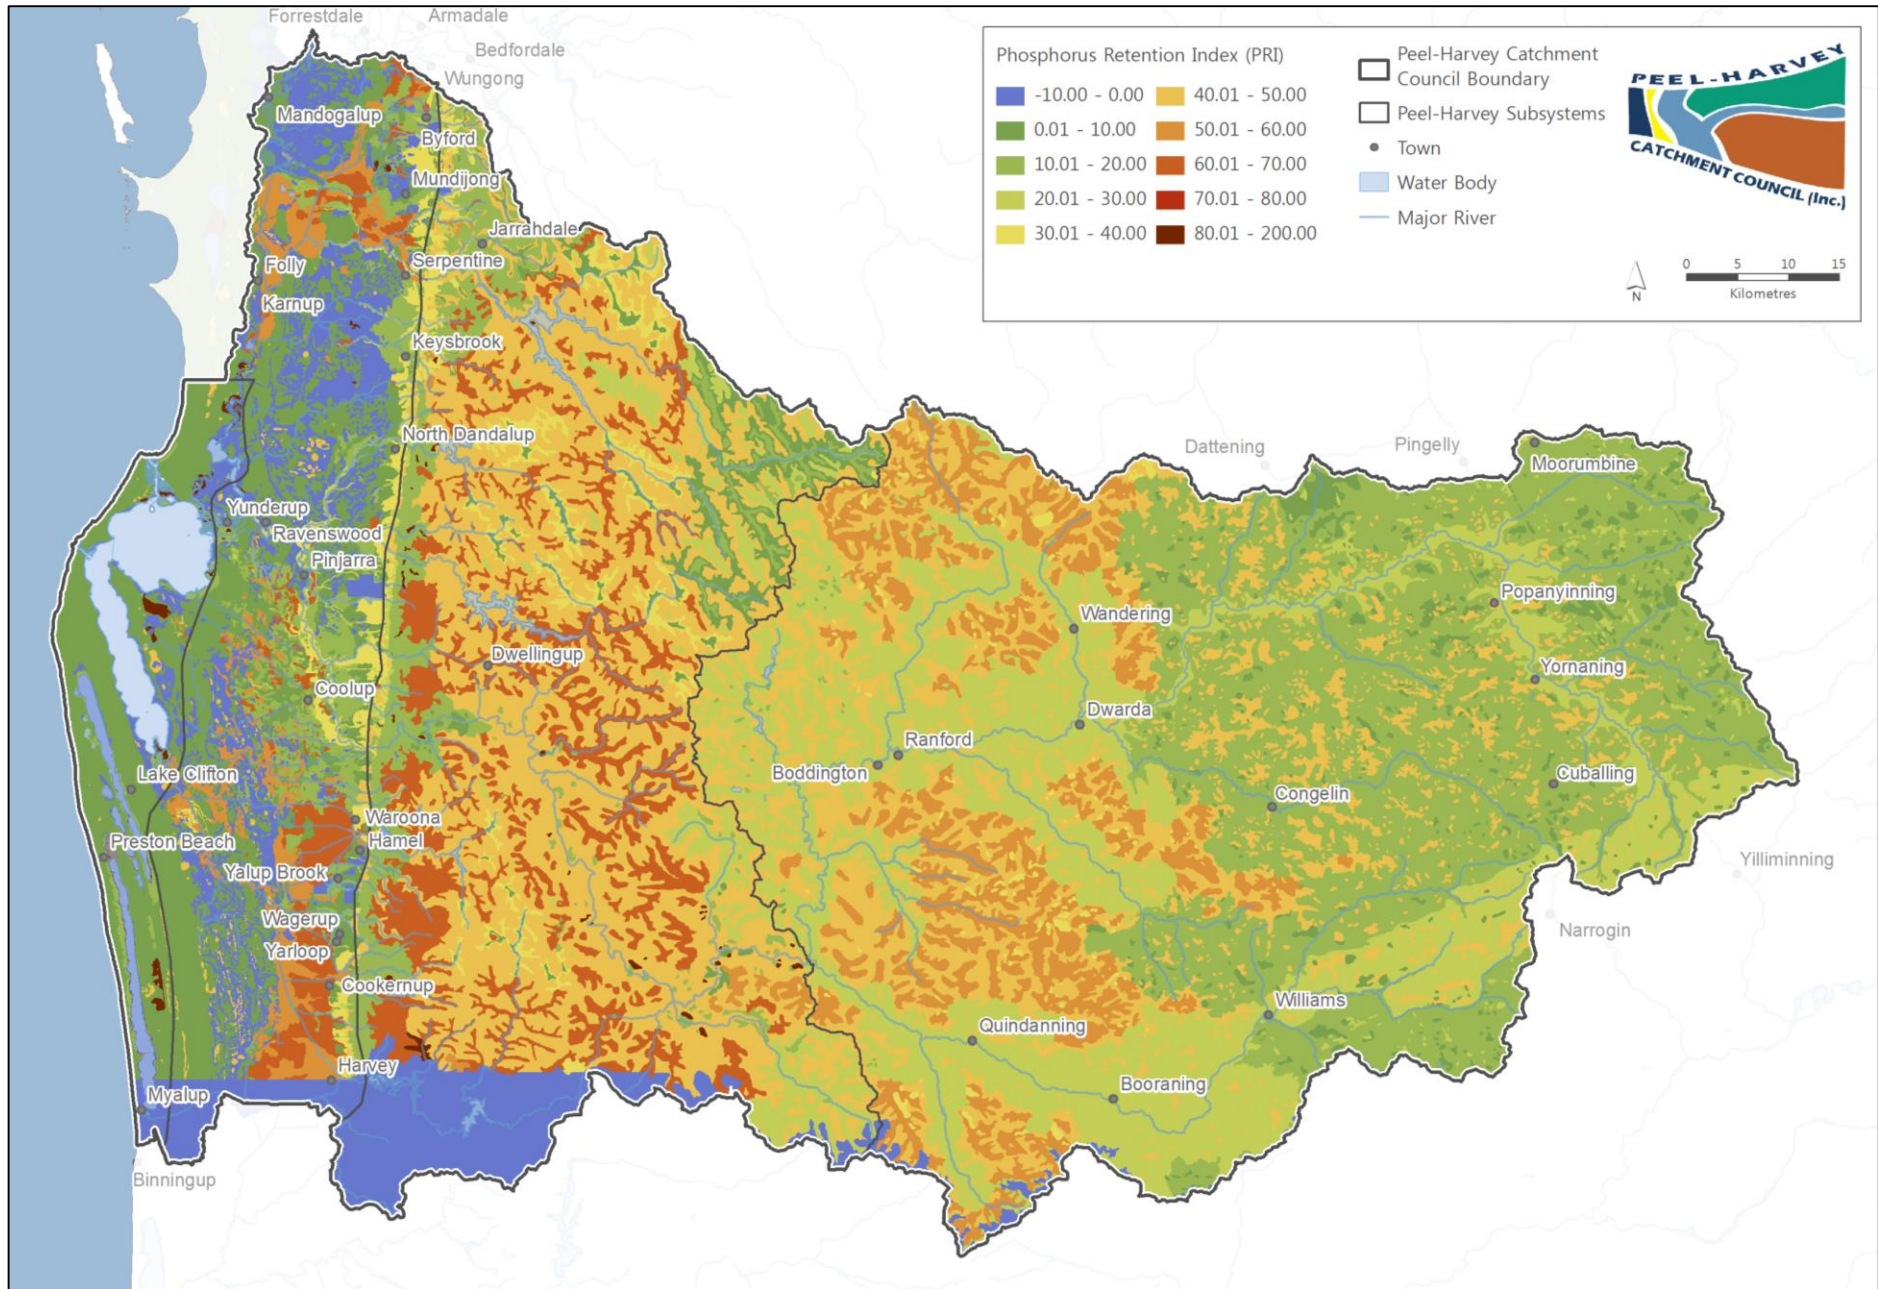 Forrestdale
Armadale
Bedfordale
Wungong
Mandogalup
Byford
Mundijong
Jarrahdale
Serpentine
Folly
Karnup
Keysbrook
North Dandalup
Yunderup
Ravenswood
Pinjarra
Dwellingup
Coolup
Lake Clifton
Waroona
Hamel
Preston Beach
Yalup Brook
Wagerup
Yarloop
Cookernup
Harvey
Myalup
Binningup
Dattening
Pingelly
Moorumbine
Popanyinning
Wandering
Yornaning
Dwarda
Ranford
Boddington
Cuballing
Congelin
Yilliminning
Narrogin
Williams
Quindanning
Booraning
Phosphorus Retention Index (PRI)
-10.00 - 0.00
0.01 - 10.00
10.01 - 20.00
20.01 - 30.00
30.01 - 40.00
40.01 - 50.00
50.01 - 60.00
60.01 - 70.00
70.01 - 80.00
80.01 - 200.00
Peel-Harvey Catchment
Council Boundary
Peel-Harvey Subsystems
Town
Water Body
Major River
PEEL-HARVEY
CATCHMENT COUNCIL (Inc.)
N
0 5 10 15
Kilometres